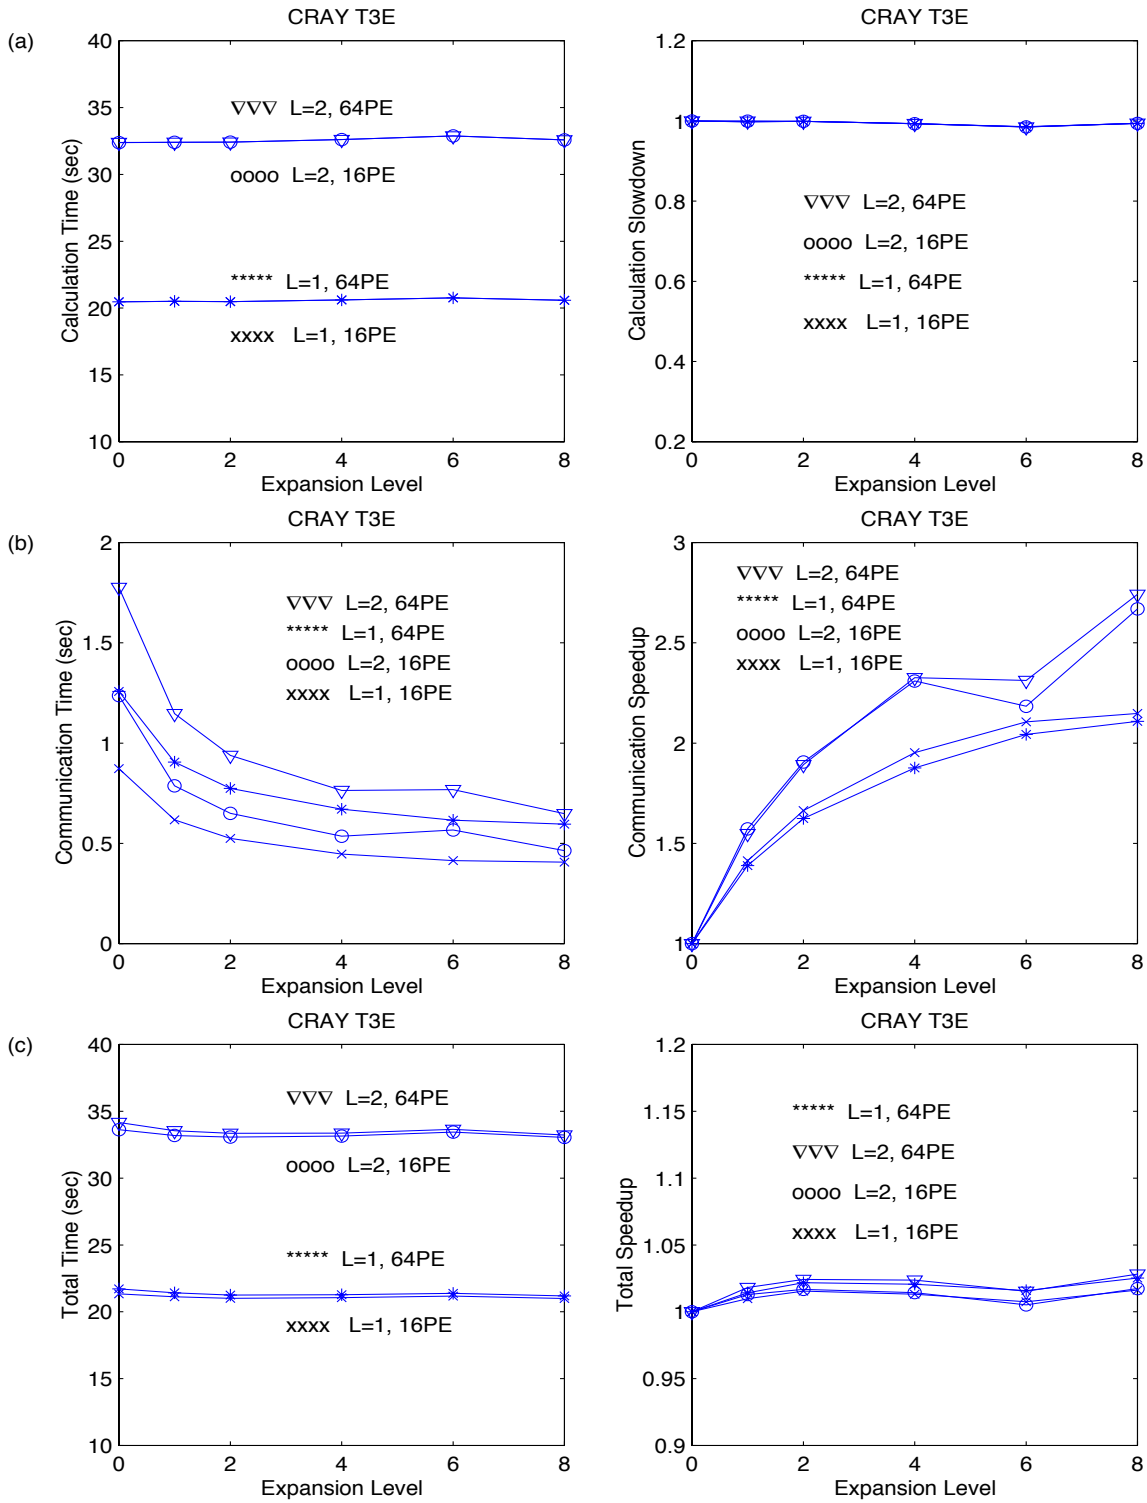 (a)
CRAY T3E
40
35
30
25
20
15
10
0 2 4 6 8
Calculation Time (sec)
Expansion Level
∇∇∇ L=2, 64PE
oooo L=2, 16PE
***** L=1, 64PE
xxxx L=1, 16PE
CRAY T3E
1.2
1
0.8
0.6
0.4
0.2
0 2 4 6 8
Calculation Slowdown
Expansion Level
∇∇∇ L=2, 64PE
oooo L=2, 16PE
***** L=1, 64PE
xxxx L=1, 16PE
(b)
CRAY T3E
2
1.5
1
0.5
0
0 2 4 6 8
Communication Time (sec)
Expansion Level
∇∇∇ L=2, 64PE
***** L=1, 64PE
oooo L=2, 16PE
xxxx L=1, 16PE
CRAY T3E
3
2.5
2
1.5
1
0 2 4 6 8
Communication Speedup
Expansion Level
∇∇∇ L=2, 64PE
***** L=1, 64PE
oooo L=2, 16PE
xxxx L=1, 16PE
(c)
CRAY T3E
40
35
30
25
20
15
10
0 2 4 6 8
Total Time (sec)
Expansion Level
∇∇∇ L=2, 64PE
oooo L=2, 16PE
***** L=1, 64PE
xxxx L=1, 16PE
CRAY T3E
1.2
1.15
1.1
1.05
1
0.95
0.9
0 2 4 6 8
Total Speedup
Expansion Level
***** L=1, 64PE
∇∇∇ L=2, 64PE
oooo L=2, 16PE
xxxx L=1, 16PE